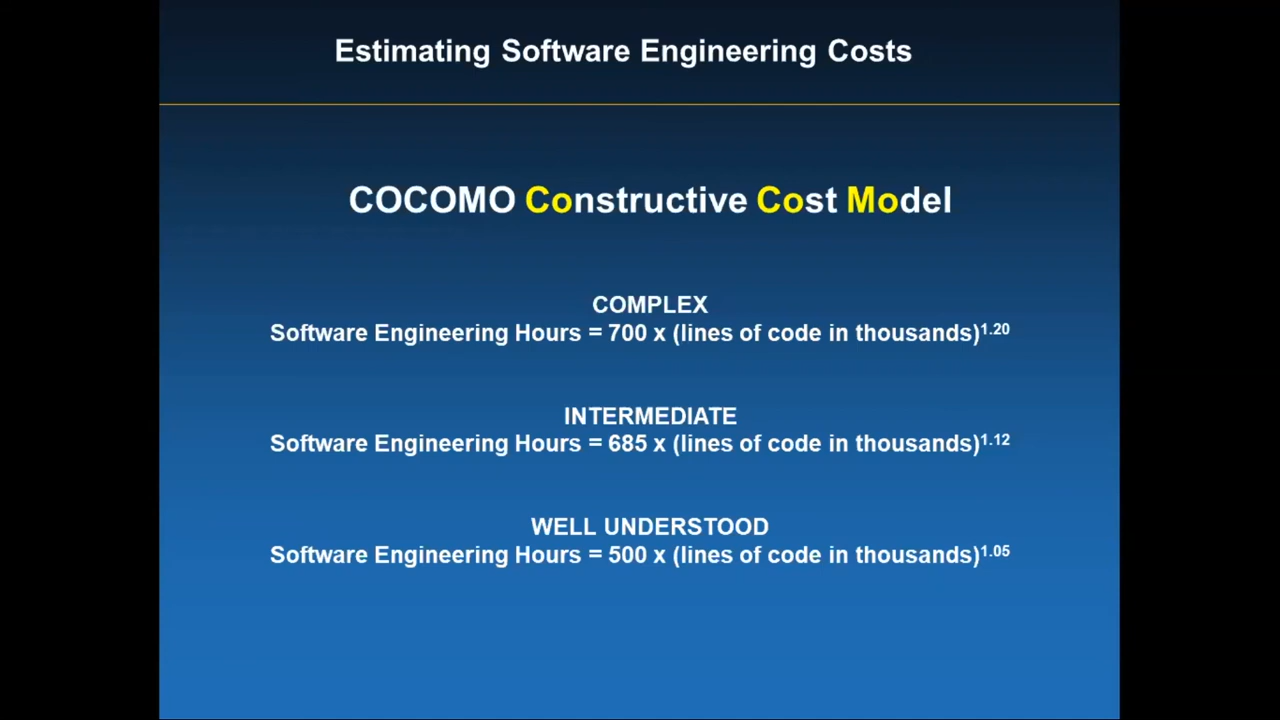 Estimating Software Engineering Costs
COCOMO Constructive Cost Model
COMPLEX
Software Engineering Hours = 700 x (lines of code in thousands)¹·²⁰
INTERMEDIATE
Software Engineering Hours = 685 x (lines of code in thousands)¹·¹²
WELL UNDERSTOOD
Software Engineering Hours = 500 x (lines of code in thousands)¹·⁰⁵